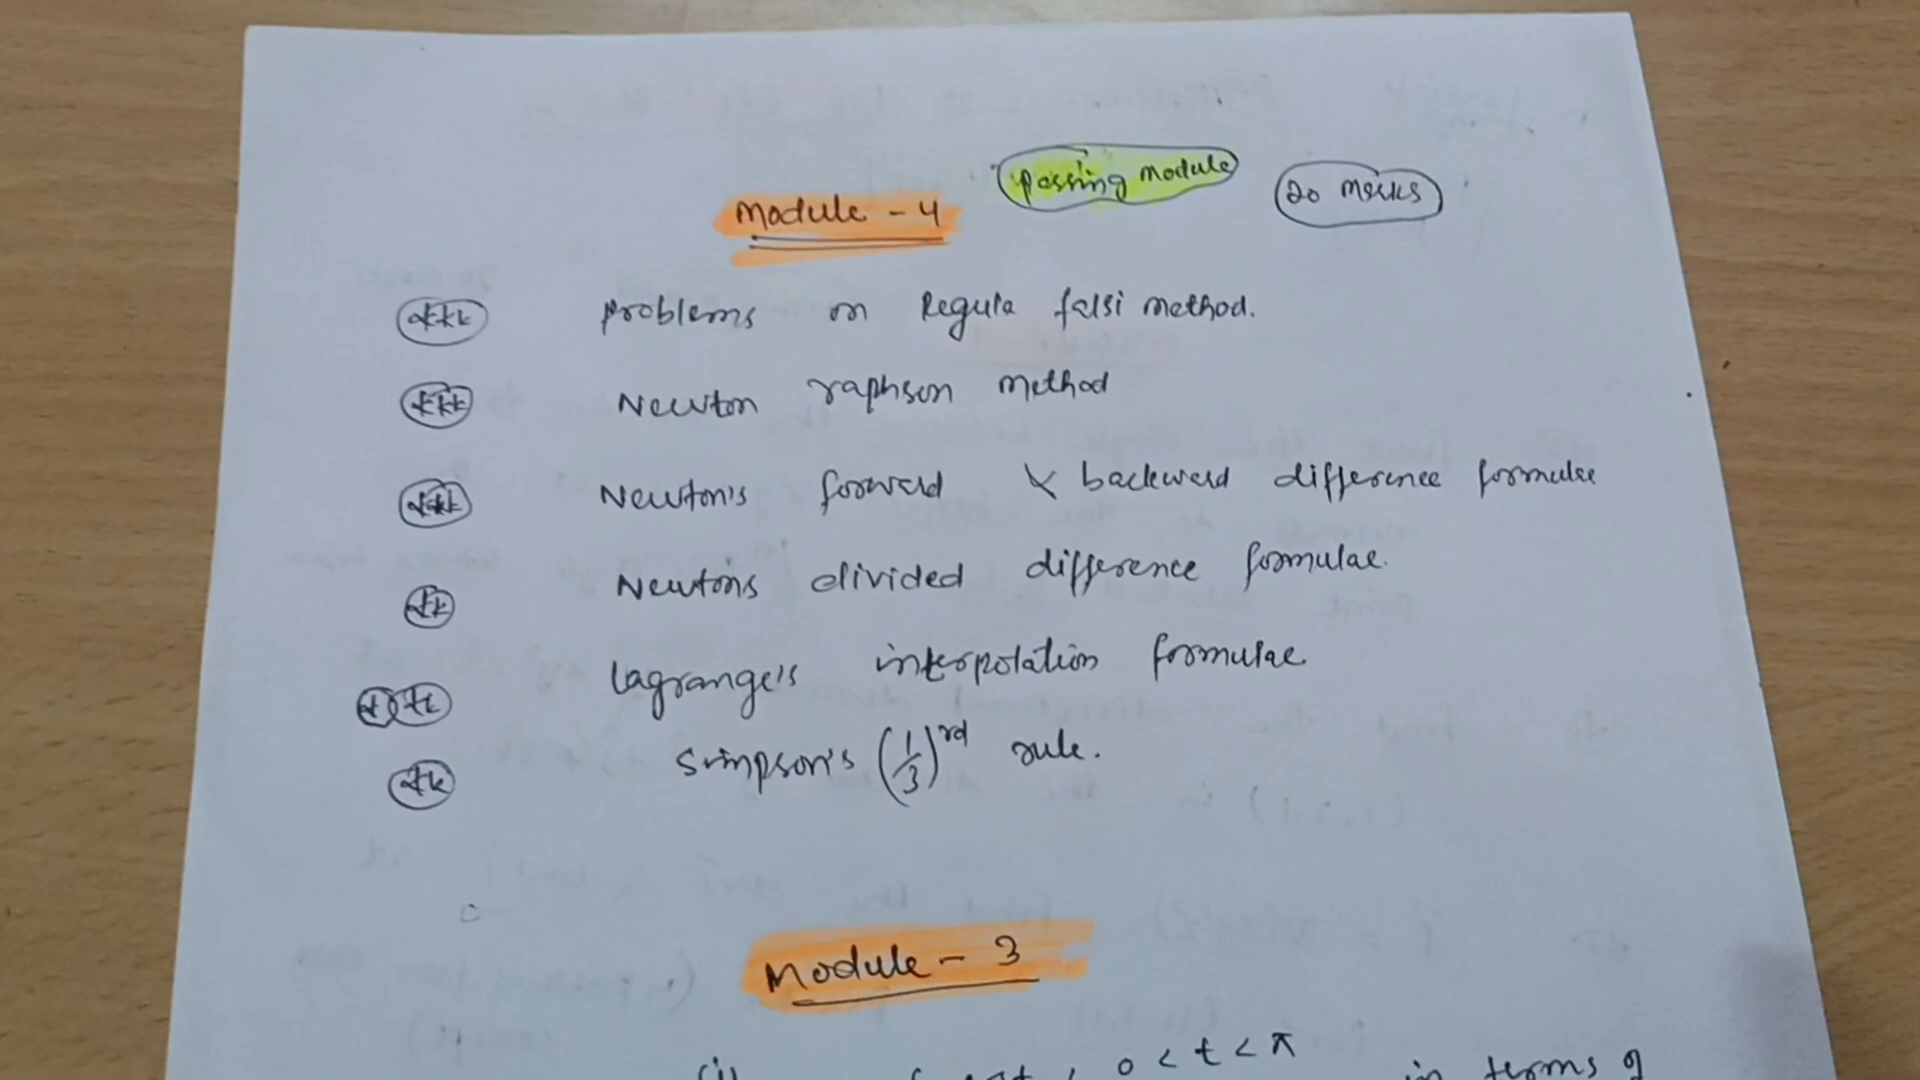 Passing module
20 Marks
Module - 4
*** Problems on Regula falsi method.
*** Newton raphson method
*** Newton's forward & backward difference formulae
** Newton's divided difference formulae.
*** Lagrange's interpolation formulae
** Simpson's (1/3)rd rule.
Module - 3
0 < t < π in terms of